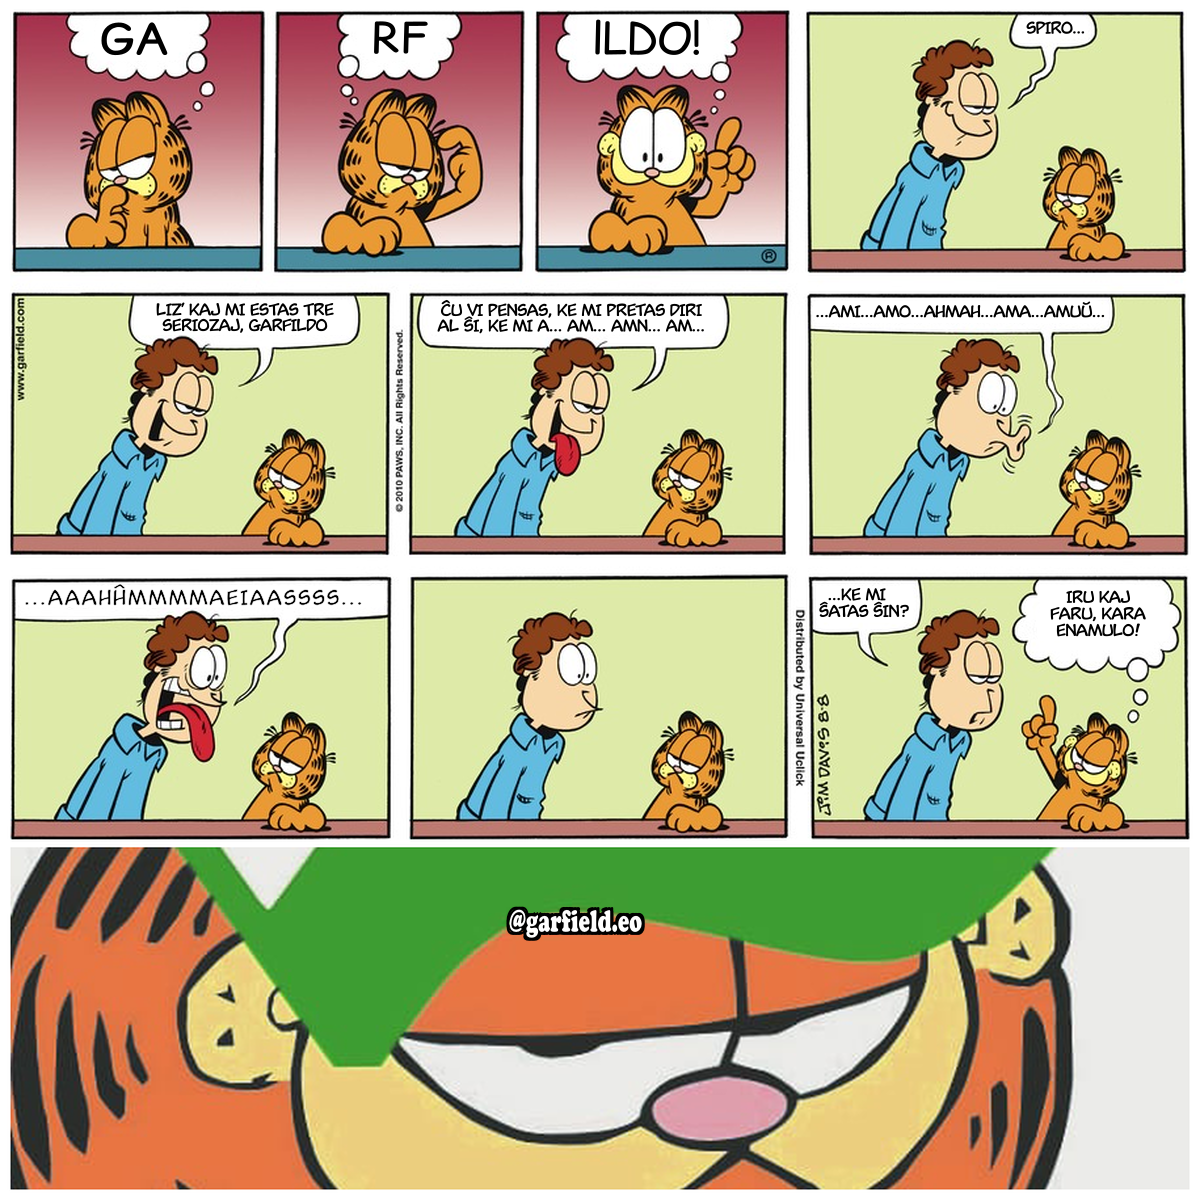 GA
RF
ILDO!
®
SPIRO...
www.garfield.com
LIZ' KAJ MI ESTAS TRE
SERIOZAJ, GARFILDO
© 2010 PAWS, INC. All Rights Reserved.
ĈU VI PENSAS, KE MI PRETAS DIRI
AL ŜI, KE MI A... AM... AMN... AM...
...AMI...AMO...AHMAH...AMA...AMUŬ...
...AAAHĤMMMMAEIAASSSS...
Distributed by Universal Uclick
...KE MI
ŜATAS ŜIN?
IRU KAJ
FARU, KARA
ENAMULO!
JIM DAVIS 8·8
@garfield.eo